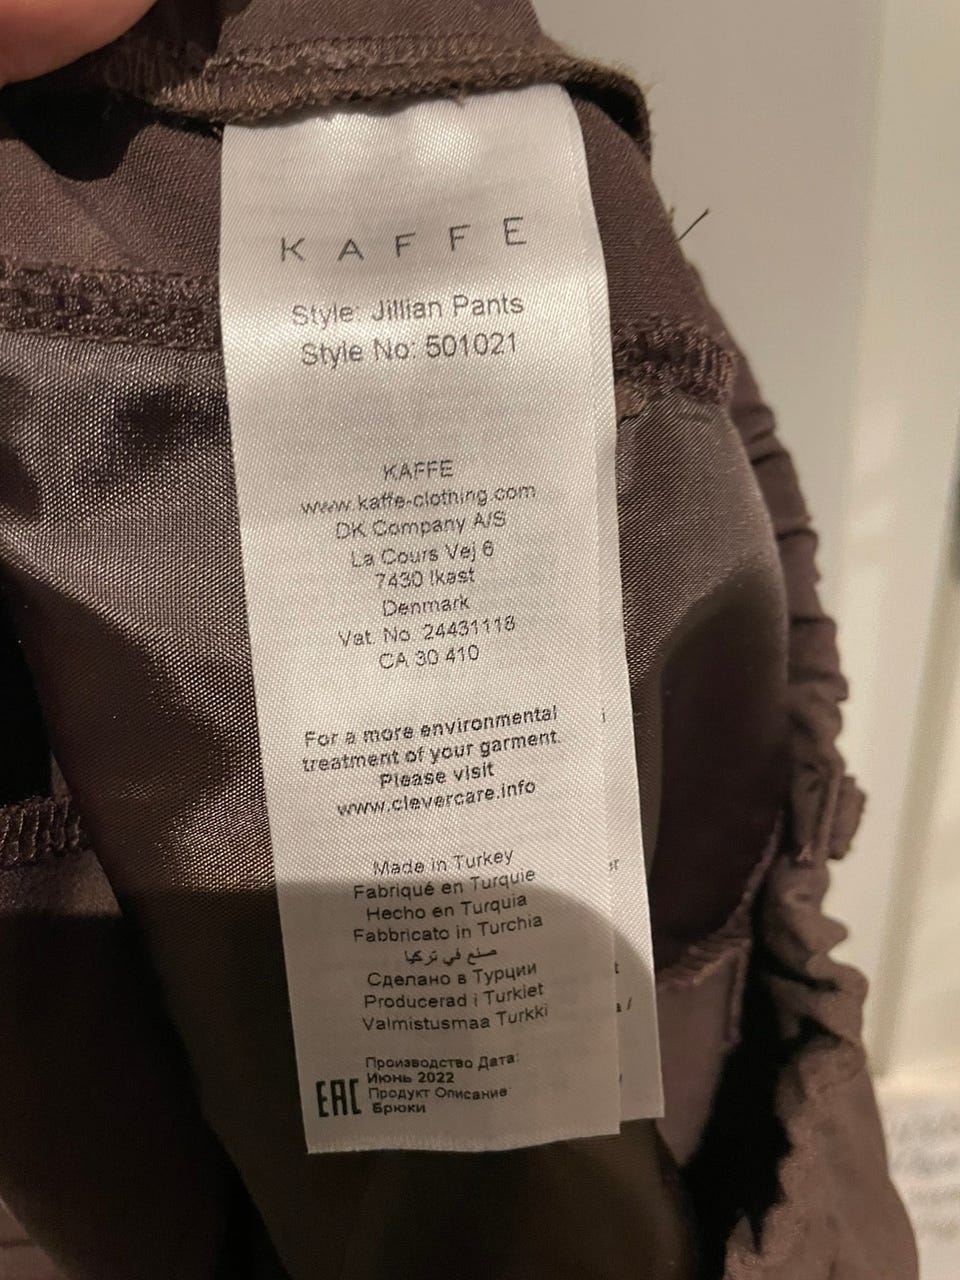 KAFFE
Style: Jillian Pants
Style No: 501021
KAFFE
www.kaffe-clothing.com
DK Company A/S
La Cours Vej 6
7430 Ikast
Denmark
Vat. No. 24431118
CA 30 410
For a more environmental
treatment of your garment.
Please visit
www.clevercare.info
Made in Turkey
Fabriqué en Turquie
Hecho en Turquia
Fabbricato in Turchia
صنع في تركيا
Сделано в Турции
Producerad i Turkiet
Valmistusmaa Turkki
Производство Дата:
Июнь 2022
EAC Продукт Описание:
Брюки